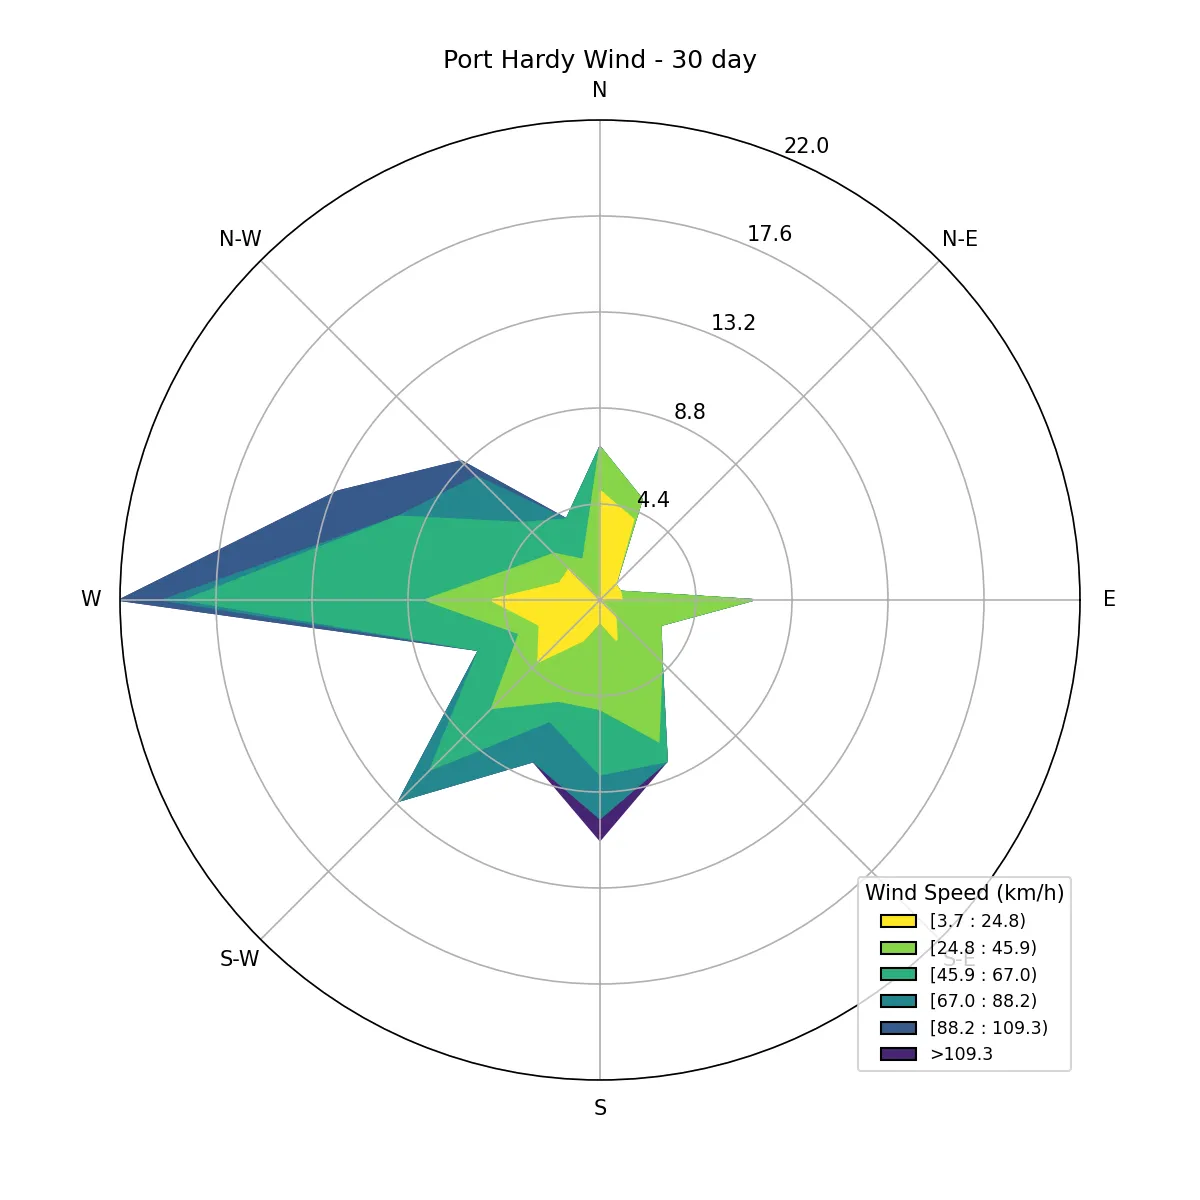 Port Hardy Wind - 30 day
N
22.0
17.6
N-W
N-E
13.2
8.8
4.4
W
E
S-W
S-E
Wind Speed (km/h)
[3.7 : 24.8)
[24.8 : 45.9)
[45.9 : 67.0)
[67.0 : 88.2)
[88.2 : 109.3)
>109.3
S